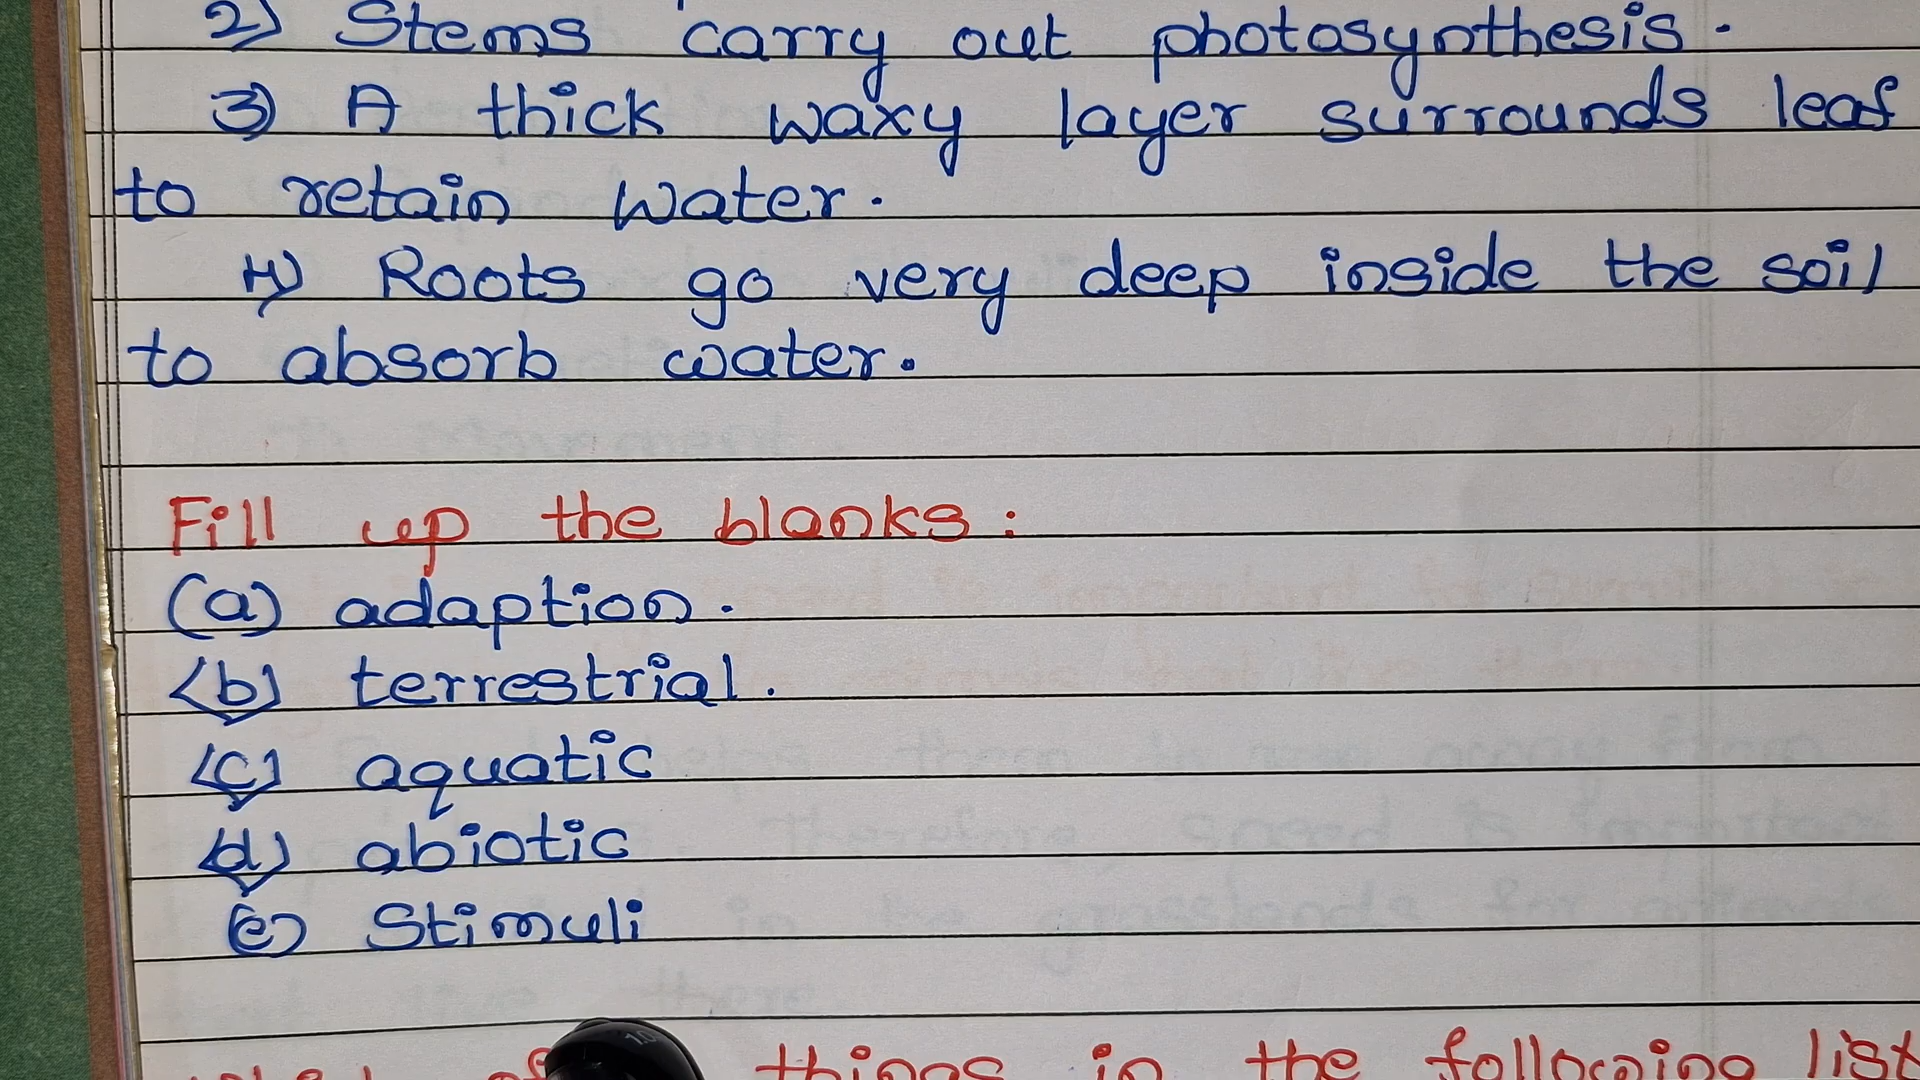 2) Stems carry out photosynthesis.
3) A thick waxy layer surrounds leaf
to retain water.
4) Roots go very deep inside the soil
to absorb water.
Fill up the blanks:
(a) adaption.
(b) terrestrial.
(c) aquatic
(d) abiotic
(e) Stimuli
things in the following list